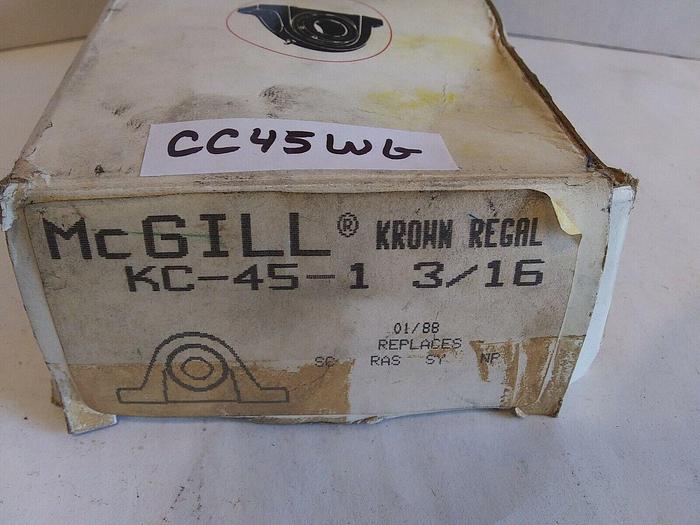 CC45WG
McGILL® KROWN REGAL
KC-45-1 3/16
01/88
REPLACES
SC RAS SY NP